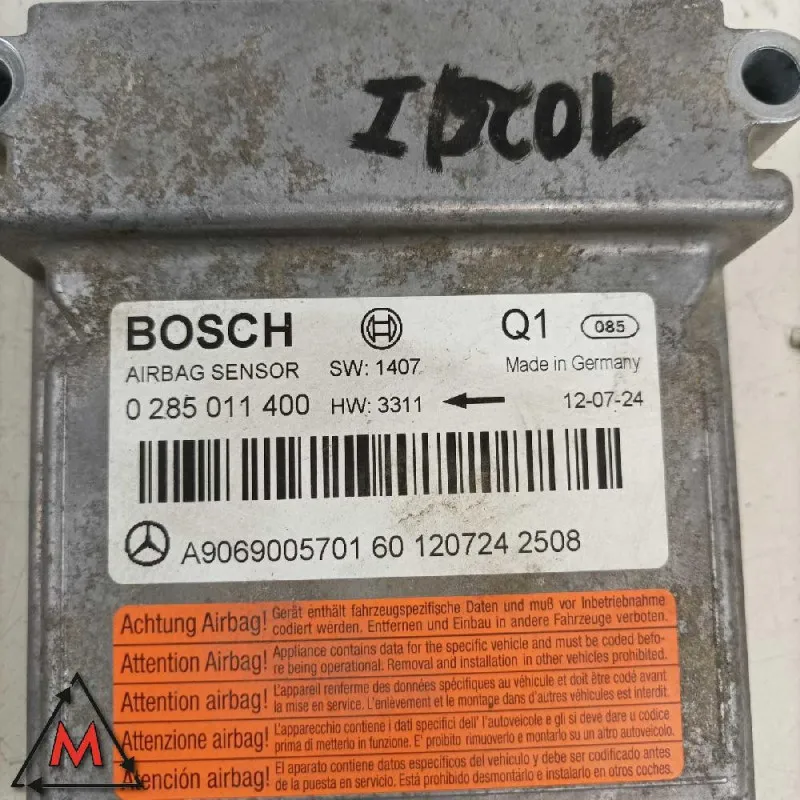 1020I
BOSCH
Q1 085
AIRBAG SENSOR SW: 1407 Made in Germany
0 285 011 400 HW: 3311 12-07-24
A9069005701 60 120724 2508
Achtung Airbag! Gerät enthält fahrzeugspezifische Daten und muß vor Inbetriebnahme
codiert werden. Entfernen und Einbau in andere Fahrzeuge verboten.
Attention Airbag! Appliance contains data for the specific vehicle and must be coded befo-
re being operational. Removal and installation in other vehicles prohibited.
Attention airbag! L'appareil renferme des données spécifiques au véhicule et doit être codé avant
la mise en service. L'enlèvement et le montage dans d'autres véhicules est interdit.
Attenzione airbag! L'apparecchio contiene i dati specifici dell' l'autoveicolo e gli si deve dare u codice
prima di metterlo in funzione. E' proibito rimuoverlo e montarlo su altro autoveicolo.
Atención airbag! El aparato contien datos específicos del vehículo y debe ser codificado antes
de la puesta en servicio. Está prohibido desmontárlo e instalarlo en otros coches.
M